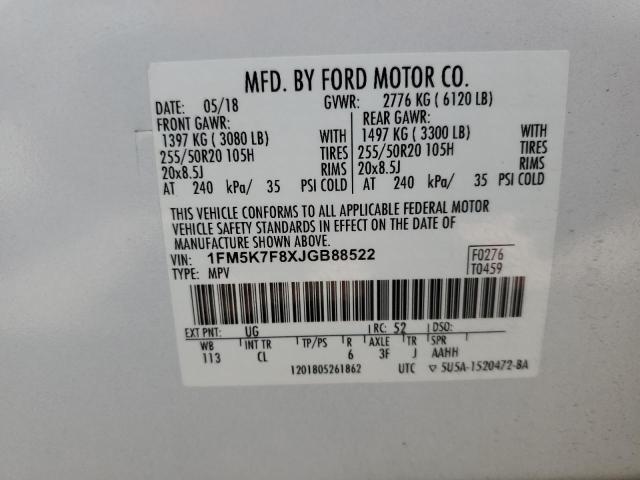 MFD. BY FORD MOTOR CO.
DATE: 05/18 GVWR: 2776 KG ( 6120 LB)
FRONT GAWR: REAR GAWR:
1397 KG ( 3080 LB) WITH 1497 KG ( 3300 LB) WITH
255/50R20 105H TIRES 255/50R20 105H TIRES
20x8.5J RIMS 20x8.5J RIMS
AT 240 kPa/ 35 PSI COLD AT 240 kPa/ 35 PSI COLD
THIS VEHICLE CONFORMS TO ALL APPLICABLE FEDERAL MOTOR
VEHICLE SAFETY STANDARDS IN EFFECT ON THE DATE OF
MANUFACTURE SHOWN ABOVE.
VIN: 1FM5K7F8XJGB88522 F0276
TYPE: MPV T0459
EXT PNT: UG RC: 52 DSO:
WB INT TR TP/PS R AXLE TR SPR
113 CL 6 3F J AAHH
1201805261862 UTC ▽ 5U5A-1520472-BA